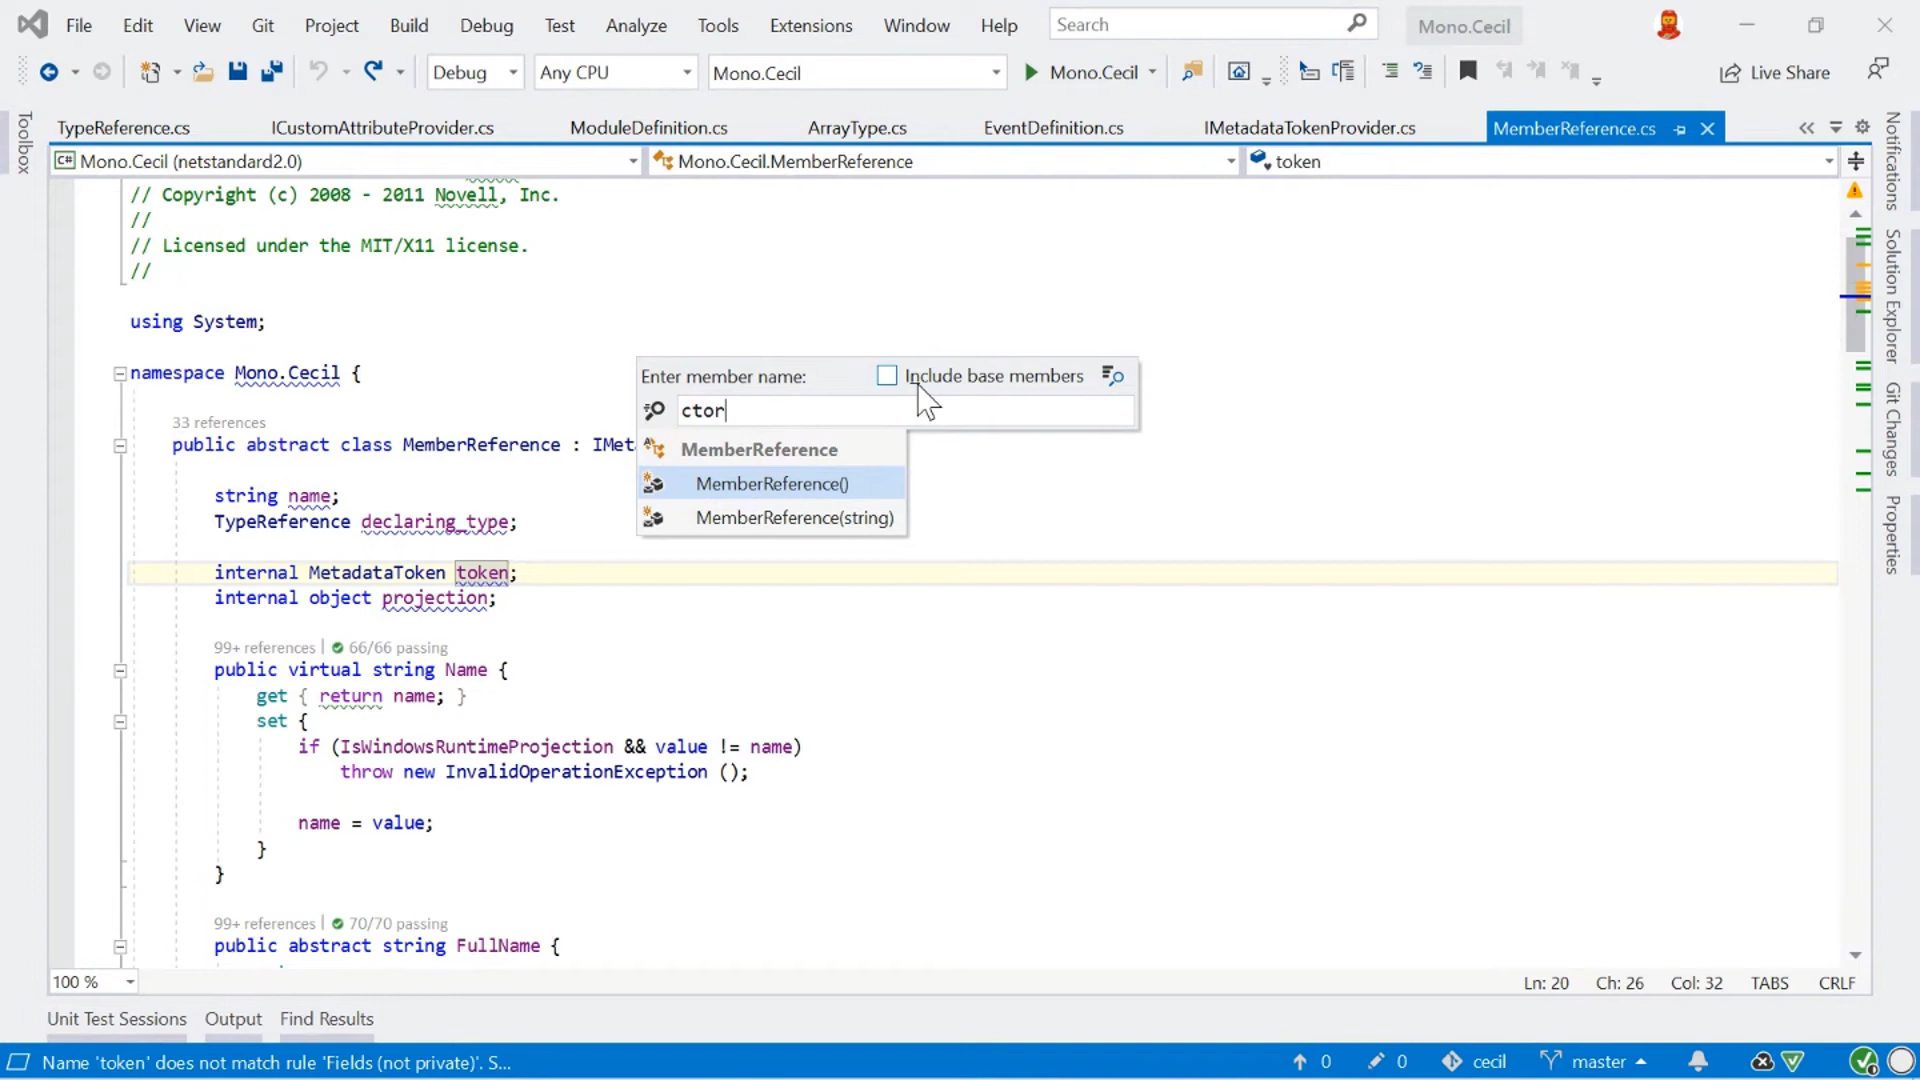 File Edit View Git Project Build Debug Test Analyze Tools Extensions Window Help Search Mono.Cecil
Debug Any CPU Mono.Cecil Mono.Cecil Live Share
TypeReference.cs ICustomAttributeProvider.cs ModuleDefinition.cs ArrayType.cs EventDefinition.cs IMetadataTokenProvider.cs MemberReference.cs
C# Mono.Cecil (netstandard2.0) Mono.Cecil.MemberReference token
Toolbox
Notifications
Solution Explorer
Git Changes
Properties
// Copyright (c) 2008 - 2011 Novell, Inc.
//
// Licensed under the MIT/X11 license.
//
using System;
namespace Mono.Cecil {
Enter member name: Include base members
ctor
MemberReference
MemberReference()
MemberReference(string)
33 references
public abstract class MemberReference : IMet
string name;
TypeReference declaring_type;
internal MetadataToken token;
internal object projection;
99+ references | 66/66 passing
public virtual string Name {
get { return name; }
set {
if (IsWindowsRuntimeProjection && value != name)
throw new InvalidOperationException ();
name = value;
}
}
99+ references | 70/70 passing
public abstract string FullName {
100 % Ln: 20 Ch: 26 Col: 32 TABS CRLF
Unit Test Sessions Output Find Results
Name 'token' does not match rule 'Fields (not private)'. S... 0 0 cecil master